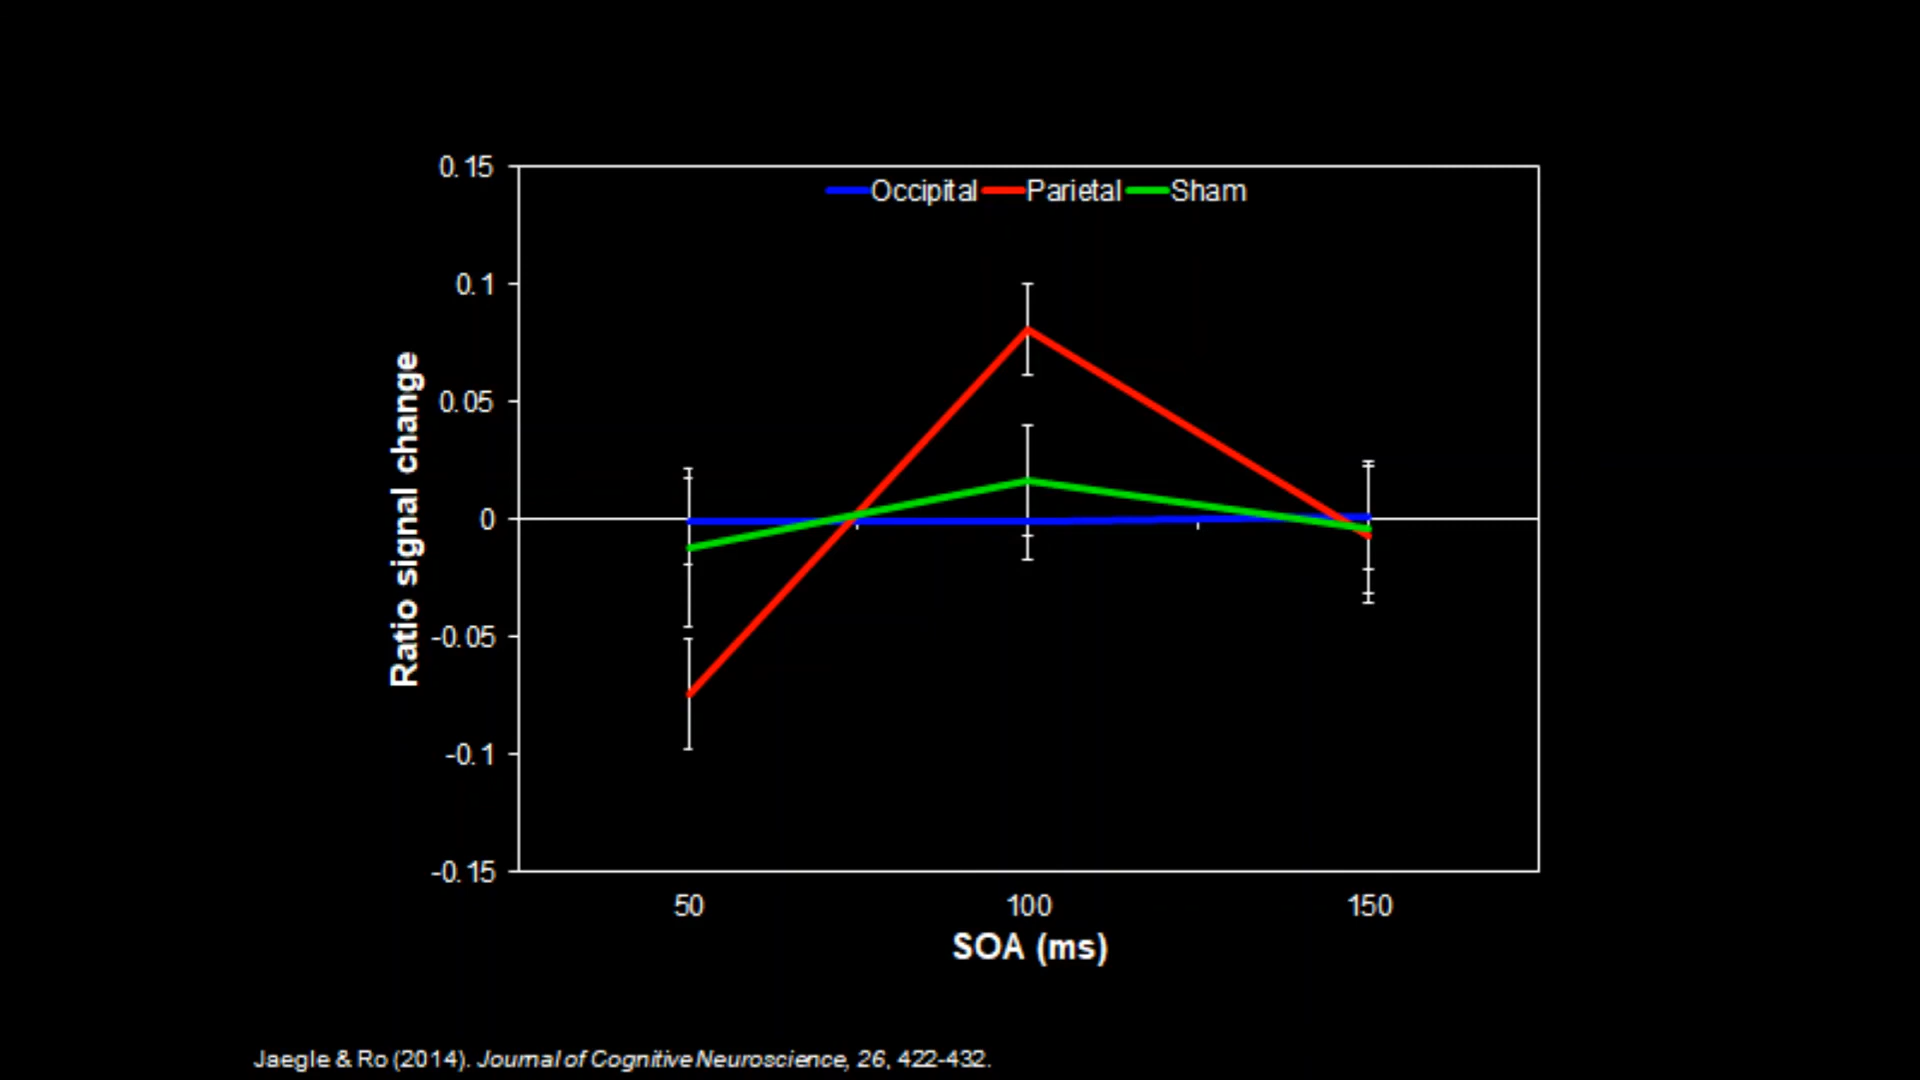 0.15
Occipital Parietal Sham
0.1
0.05
0
-0.05
-0.1
-0.15
Ratio signal change
50 100 150
SOA (ms)
Jaegle & Ro (2014). Journal of Cognitive Neuroscience, 26, 422-432.